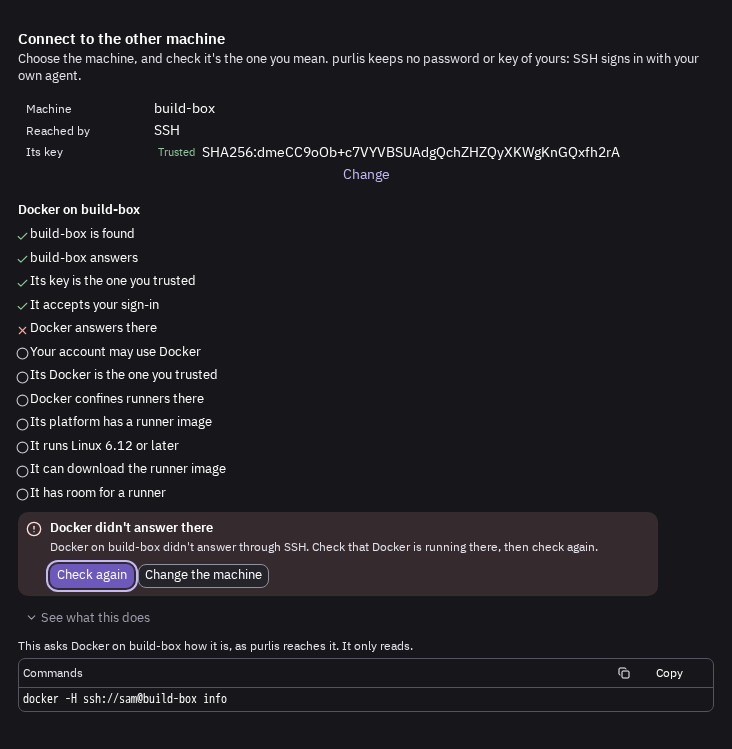 Connect to the other machine
Choose the machine, and check it's the one you mean. purlis keeps no password or key of yours: SSH signs in with your
own agent.
Machine build-box
Reached by SSH
Its key Trusted SHA256:dmeCC9oOb+c7VYVBSUAdgQchZHZQyXKWgKnGQxfh2rA
Change
Docker on build-box
build-box is found
build-box answers
Its key is the one you trusted
It accepts your sign-in
Docker answers there
Your account may use Docker
Its Docker is the one you trusted
Docker confines runners there
Its platform has a runner image
It runs Linux 6.12 or later
It can download the runner image
It has room for a runner
Docker didn't answer there
Docker on build-box didn't answer through SSH. Check that Docker is running there, then check again.
Check again Change the machine
See what this does
This asks Docker on build-box how it is, as purlis reaches it. It only reads.
Commands Copy
docker -H ssh://sam@build-box info